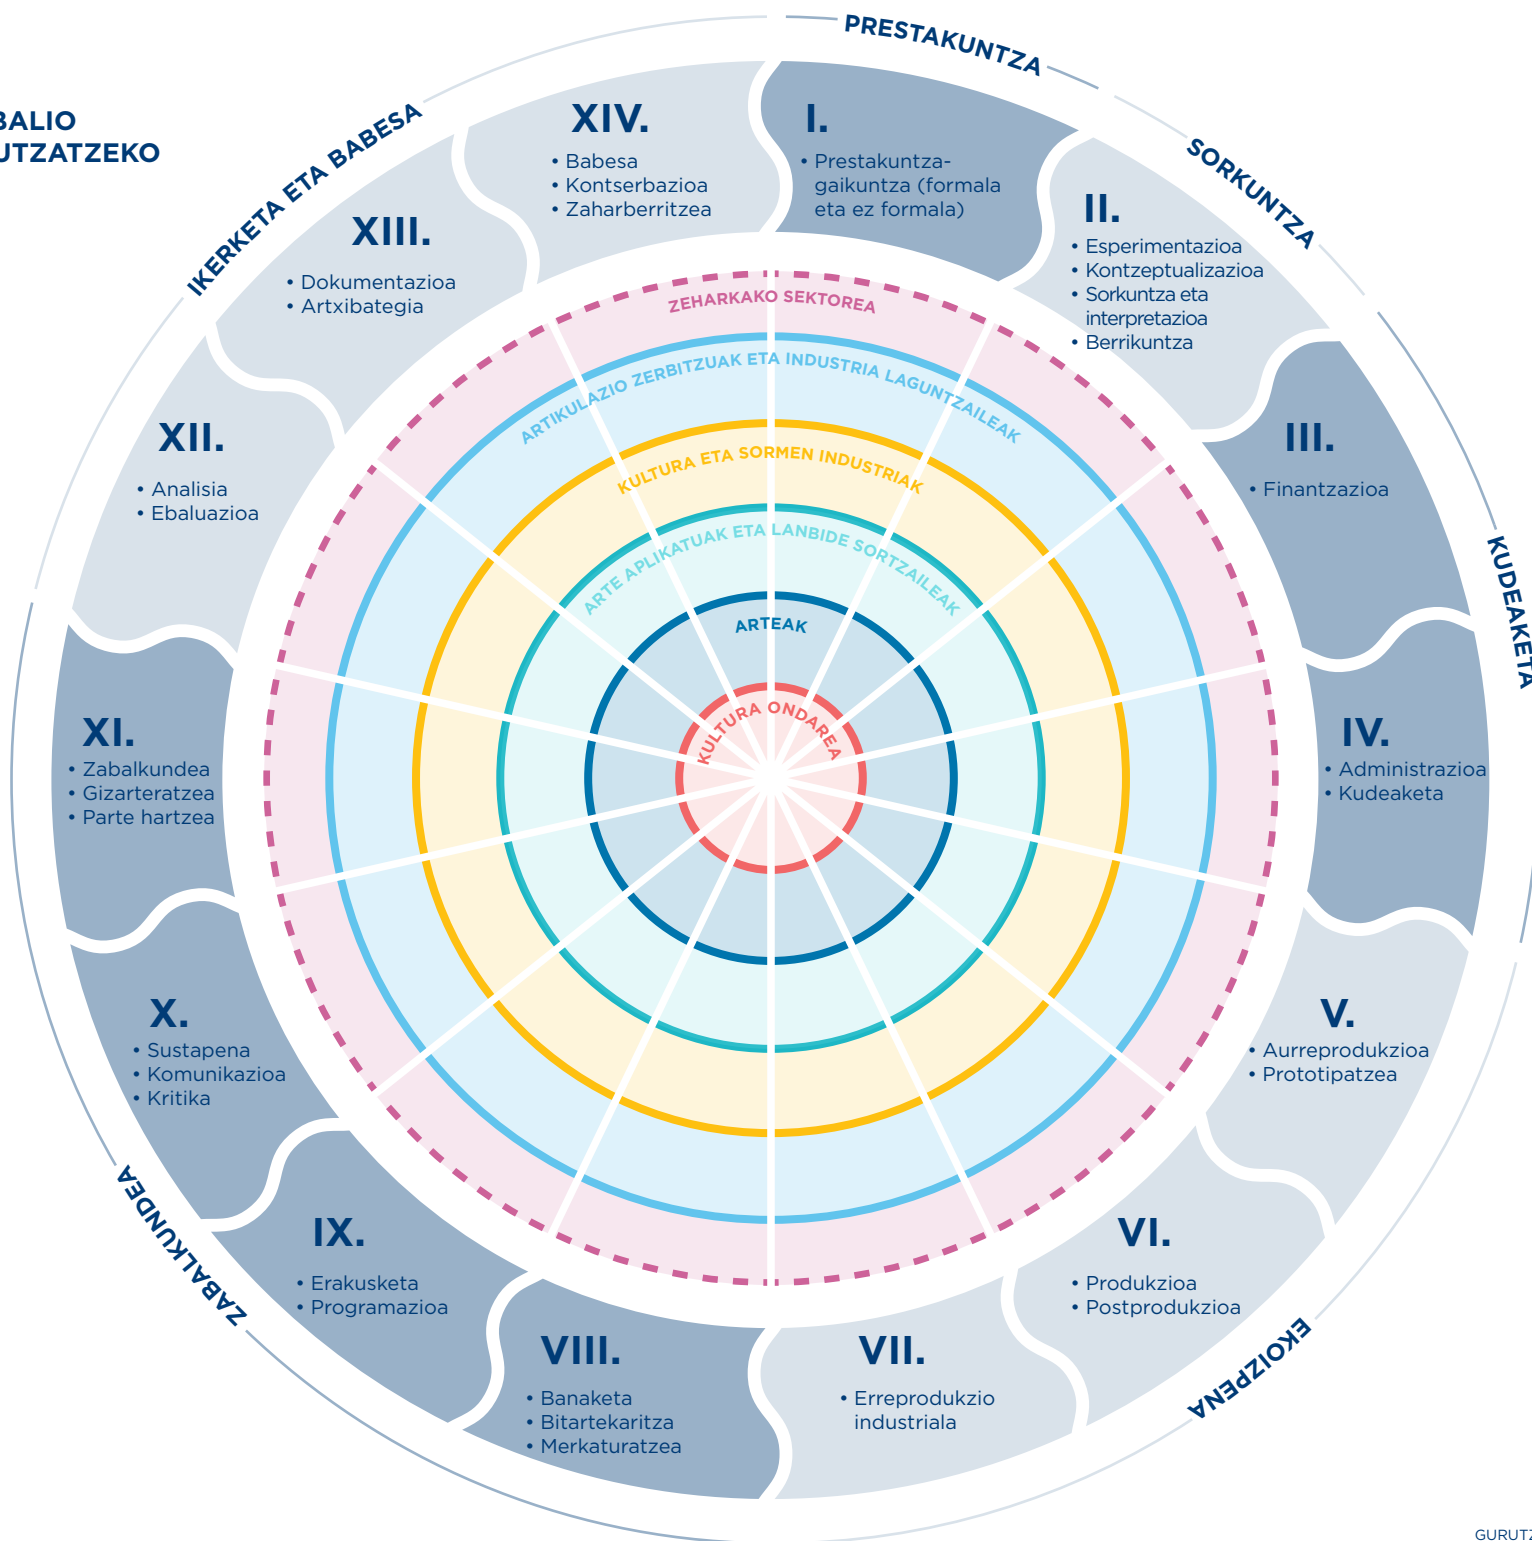 BALIO
UTZATZEKO
PRESTAKUNTZA
SORKUNTZA
KUDEAKETA
EKOIZPENA
ZABALKUNDEA
IKERKETA ETA BABESA
I.
• Prestakuntza-
gaikuntza (formala
eta ez formala)
II.
• Esperimentazioa
• Kontzeptualizazioa
• Sorkuntza eta
interpretazioa
• Berrikuntza
III.
• Finantzazioa
IV.
• Administrazioa
• Kudeaketa
V.
• Aurreprodukzioa
• Prototipatzea
VI.
• Produkzioa
• Postprodukzioa
VII.
• Erreprodukzio
industriala
VIII.
• Banaketa
• Bitartekaritza
• Merkaturatzea
IX.
• Erakusketa
• Programazioa
X.
• Sustapena
• Komunikazioa
• Kritika
XI.
• Zabalkundea
• Gizarteratzea
• Parte hartzea
XII.
• Analisia
• Ebaluazioa
XIII.
• Dokumentazioa
• Artxibategia
XIV.
• Babesa
• Kontserbazioa
• Zaharberritzea
ZEHARKAKO SEKTOREA
ARTIKULAZIO ZERBITZUAK ETA INDUSTRIA LAGUNTZAILEAK
KULTURA ETA SORMEN INDUSTRIAK
ARTE APLIKATUAK ETA LANBIDE SORTZAILEAK
ARTEAK
KULTURA ONDAREA
GURUTZ